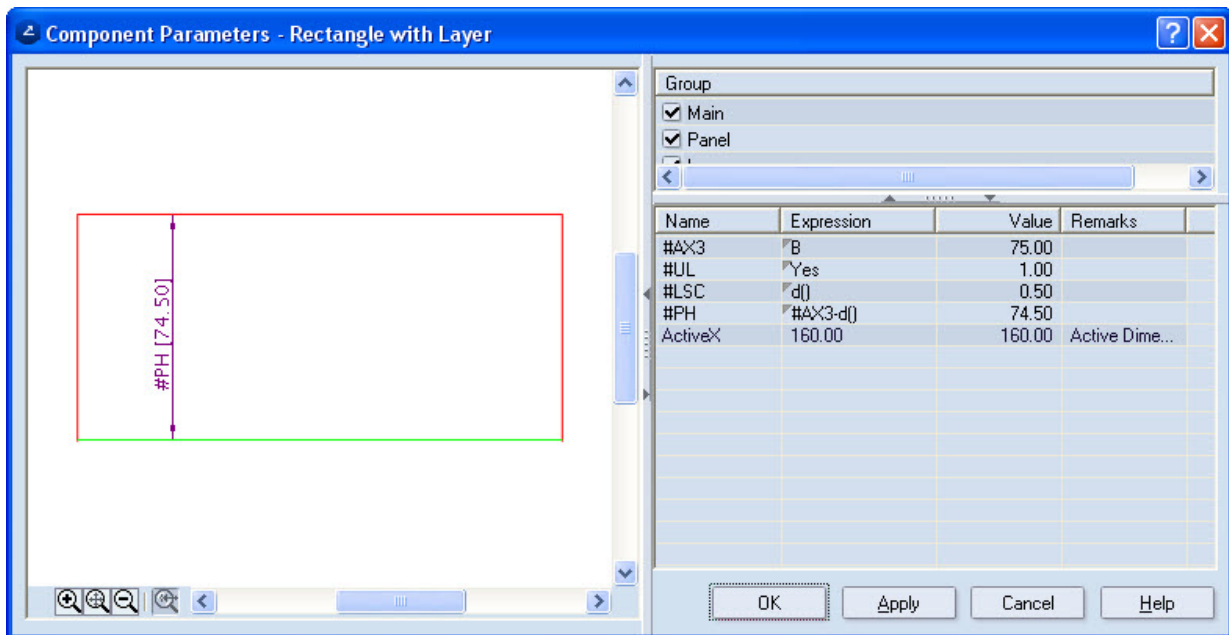 Component Parameters - Rectangle with Layer
Group
Main
Panel
#PH [74.50]
Name Expression Value Remarks
#AX3 B 75.00
#UL Yes 1.00
#LSC d() 0.50
#PH #AX3-d() 74.50
ActiveX 160.00 160.00 Active Dime...
OK Apply Cancel Help